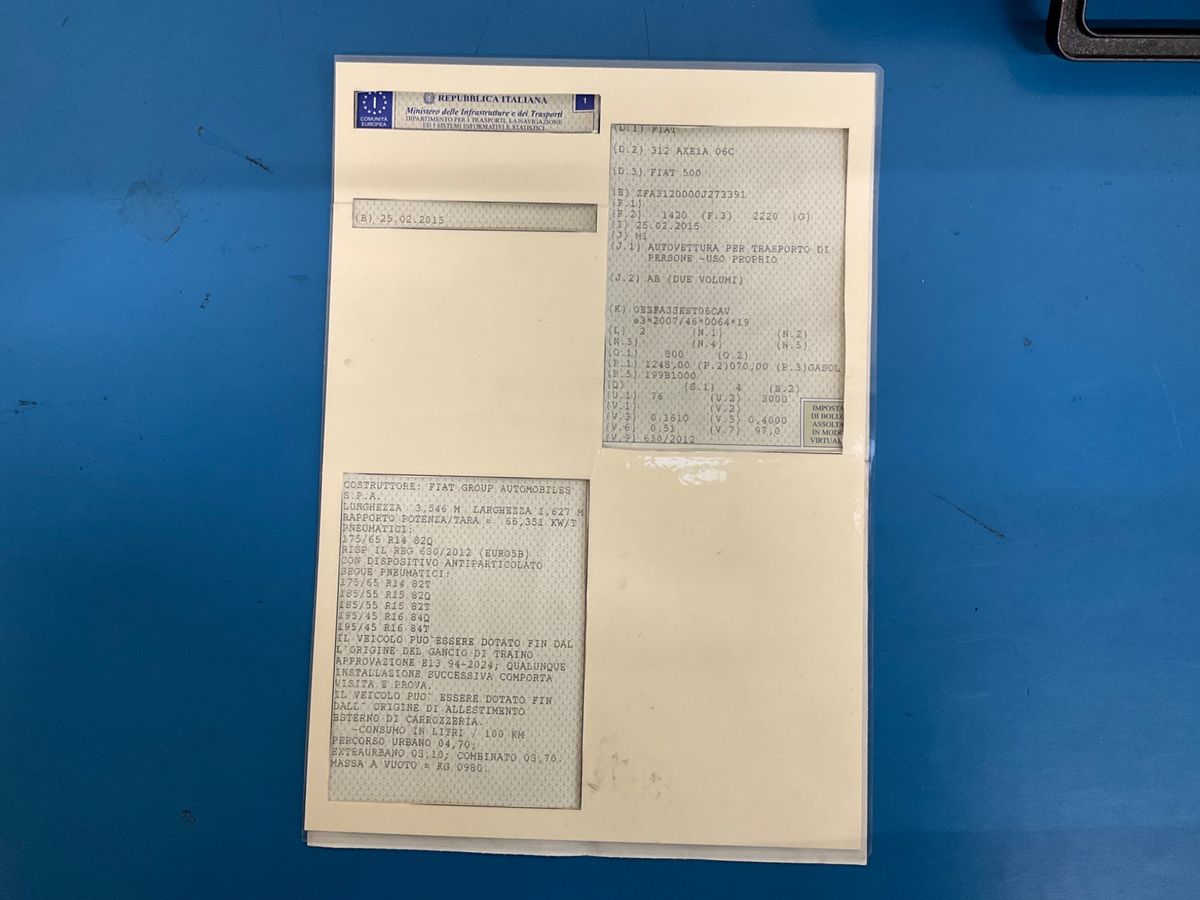 COMUNITÀ
EUROPEA
REPUBBLICA ITALIANA
1
Ministero delle Infrastrutture e dei Trasporti
DIPARTIMENTO PER I TRASPORTI, LA NAVIGAZIONE
ED I SISTEMI INFORMATIVI E STATISTICI
(B) 25.02.2015
(D.1) FIAT
(D.2) 312 AXE1A 06C
(D.3) FIAT 500
(E) ZFA3120000J273391
(F.1)
(F.2) 1420 (F.3) 2220 (G)
(I) 25.02.2015
(J) M1
(J.1) AUTOVETTURA PER TRASPORTO DI
PERSONE -USO PROPRIO
(J.2) AB (DUE VOLUMI)
(K) OE2FA33EST06CAV
e3*2007/46*0064*19
(L) 2 (N.1) (N.2)
(N.3) (N.4) (N.5)
(O.1) 800 (O.2)
(P.1) 1248,00 (P.2)070,00 (P.3)GASOL
(P.5) 199B1000
(Q) (S.1) 4 (S.2)
(U.1) 76 (U.2) 3000
(V.1) (V.2)
(V.3) 0,1610 (V.5) 0,4000
(V.6) 0,51 (V.7) 97,0
(V.9) 630/2012
IMPOSTA
DI BOLLO
ASSOLTA
IN MODO
VIRTUAL
COSTRUTTORE: FIAT GROUP AUTOMOBILES
S.P.A.
LUNGHEZZA 3,546 M LARGHEZZA 1,627 M
RAPPORTO POTENZA/TARA = 66,351 KW/T
PNEUMATICI:
175/65 R14 82Q
RISP IL REG 630/2012 (EURO5B)
CON DISPOSITIVO ANTIPARTICOLATO
SEGUE PNEUMATICI:
175/65 R14 82T
185/55 R15 82Q
185/55 R15 82T
195/45 R16 84Q
195/45 R16 84T
IL VEICOLO PUO`ESSERE DOTATO FIN DAL
L'ORIGINE DEL GANCIO DI TRAINO
APPROVAZIONE E13 94-2024; QUALUNQUE
INSTALLAZIONE SUCCESSIVA COMPORTA
VISITA E PROVA.
IL VEICOLO PUO` ESSERE DOTATO FIN
DALL` ORIGINE DI ALLESTIMENTO
ESTERNO DI CARROZZERIA.
-CONSUMO IN LITRI / 100 KM
PERCORSO URBANO 04,70;
EXTRAURBANO 03,10; COMBINATO 03,70.
MASSA A VUOTO = KG 0980.